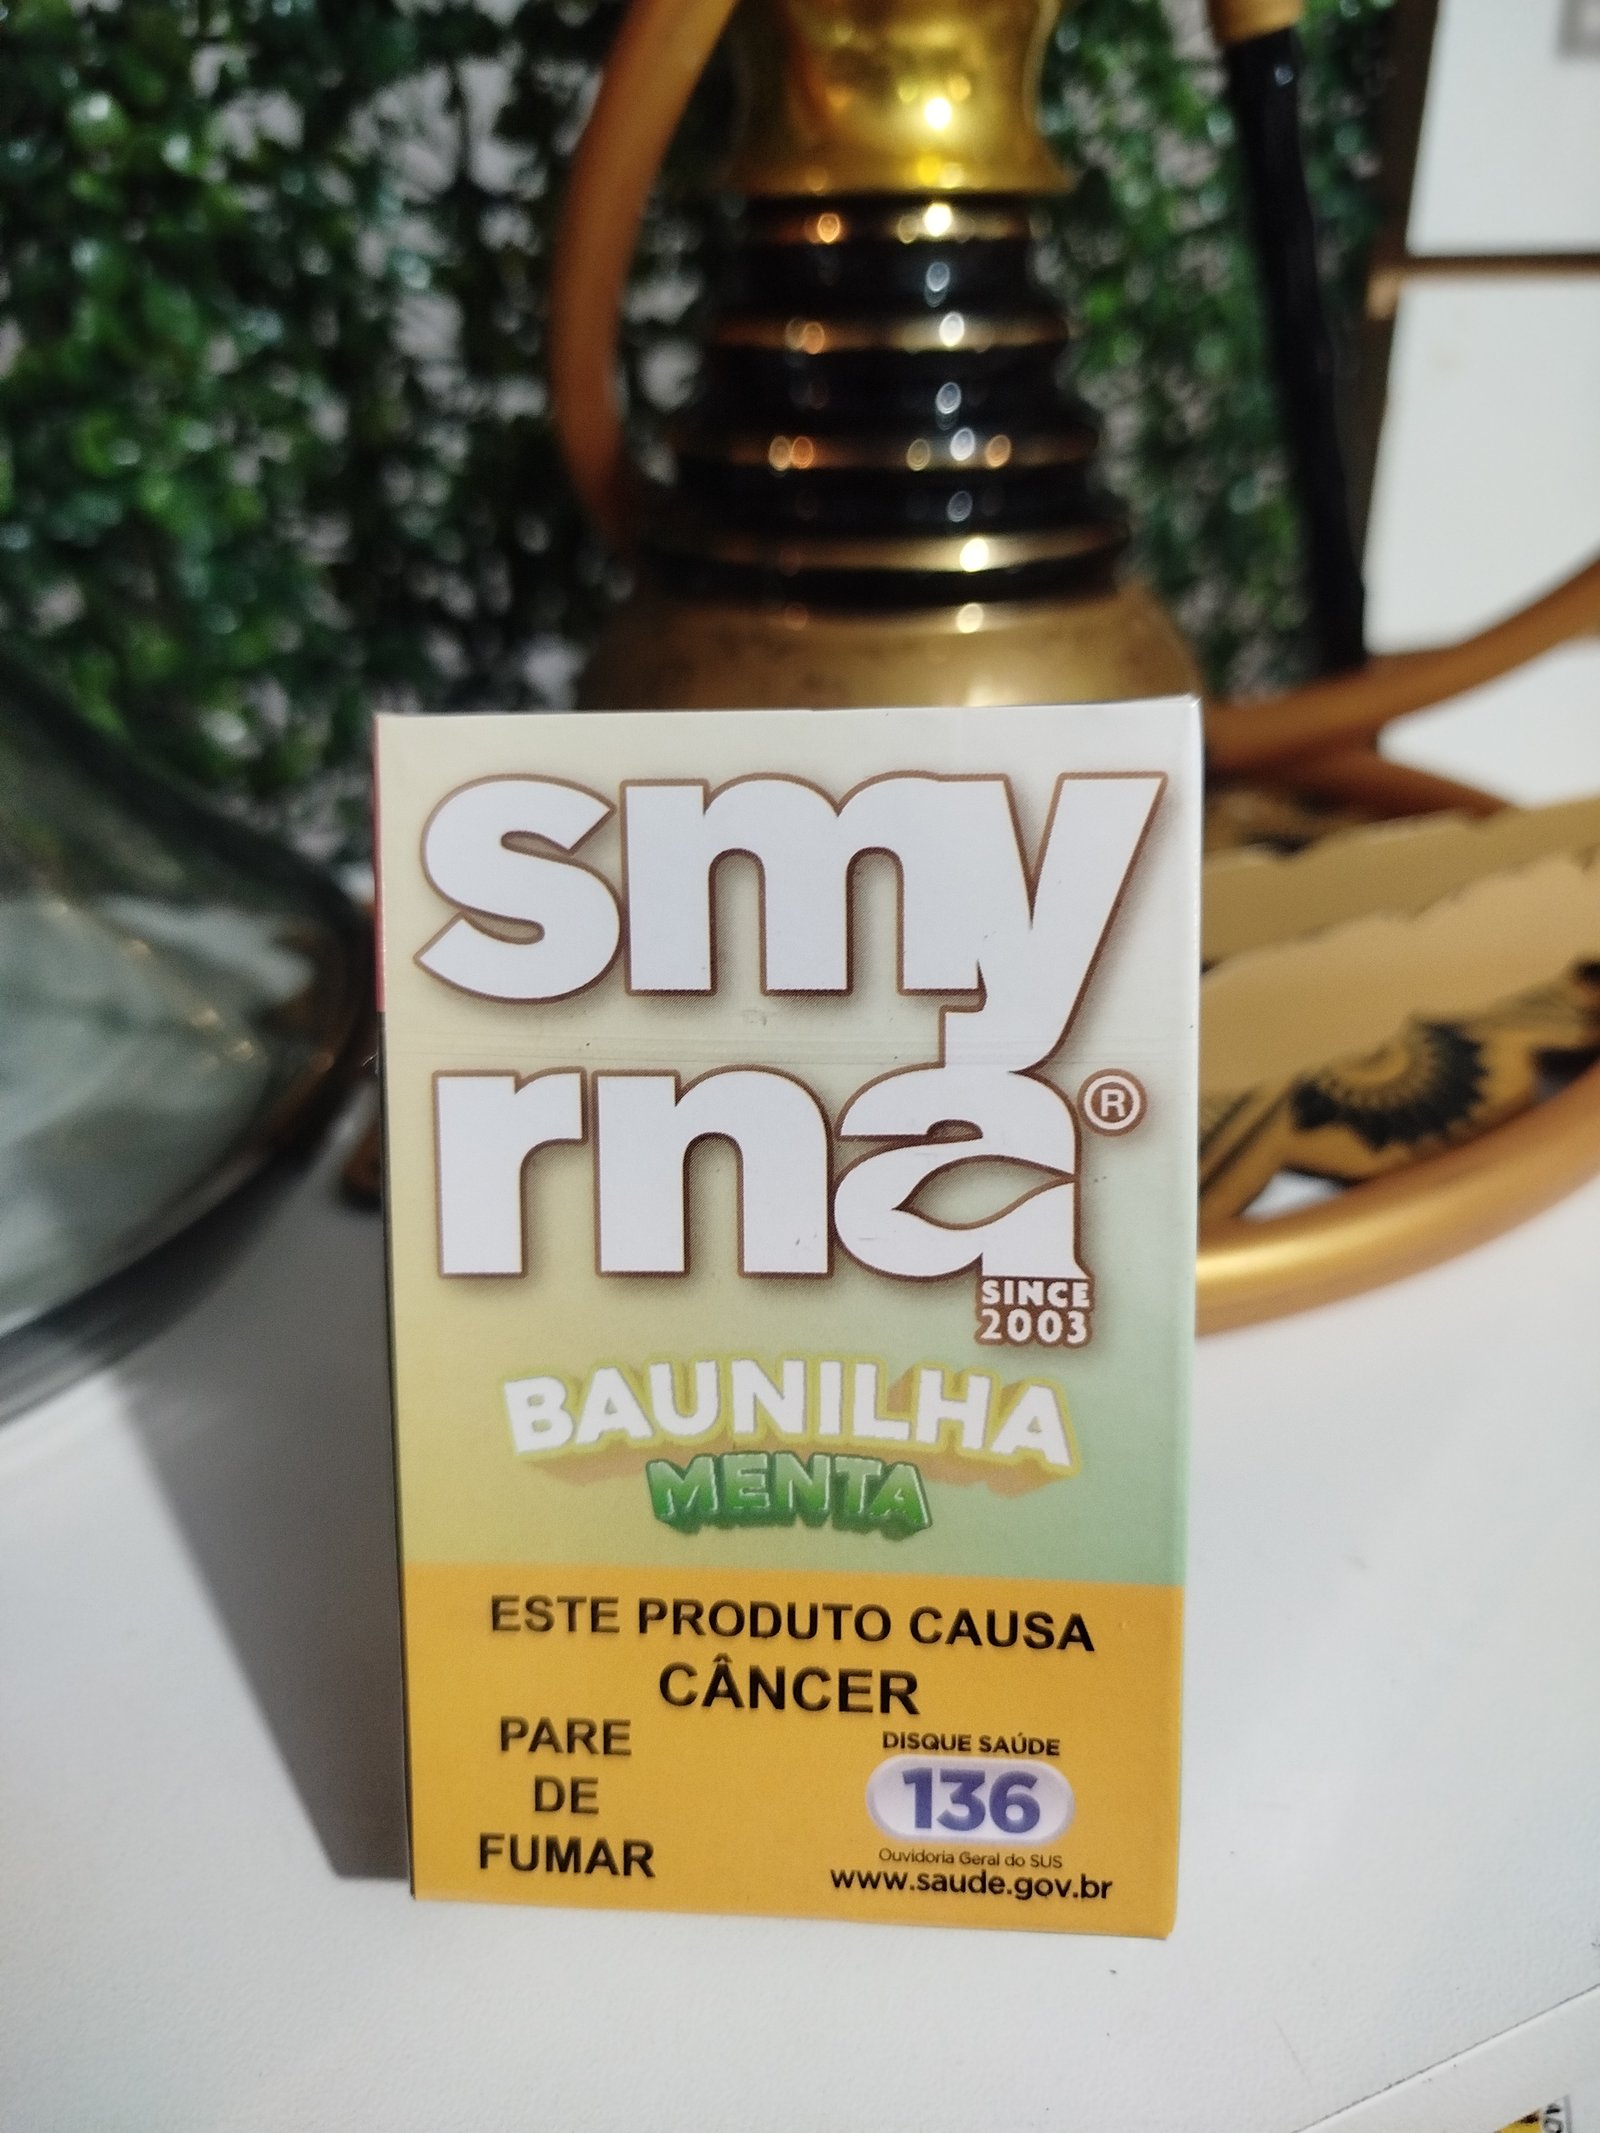 smy
rna®
SINCE
2003
BAUNILHA
MENTA
ESTE PRODUTO CAUSA
CÂNCER
PARE
DE
FUMAR
DISQUE SAÚDE
136
Ouvidoria Geral do SUS
www.saude.gov.br